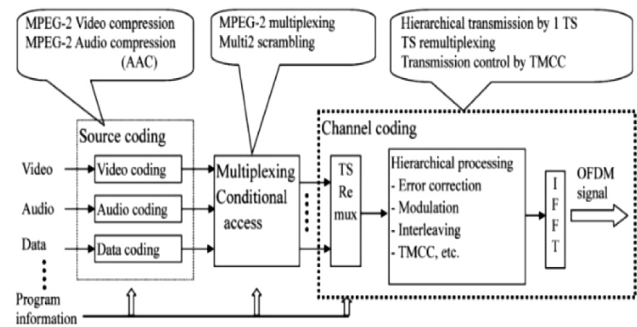 MPEG-2 Video compression
MPEG-2 Audio compression
(AAC)
MPEG-2 multiplexing
Multi2 scrambling
Hierarchical transmission by 1 TS
TS remultiplexing
Transmission control by TMCC
Source coding
Video
Video coding
Audio
Audio coding
Data
Data coding
Program
information
Multiplexing
Conditional
access
Channel coding
TS
Re
mux
Hierarchical processing
- Error correction
- Modulation
- Interleaving
- TMCC, etc.
I
F
F
T
OFDM
signal